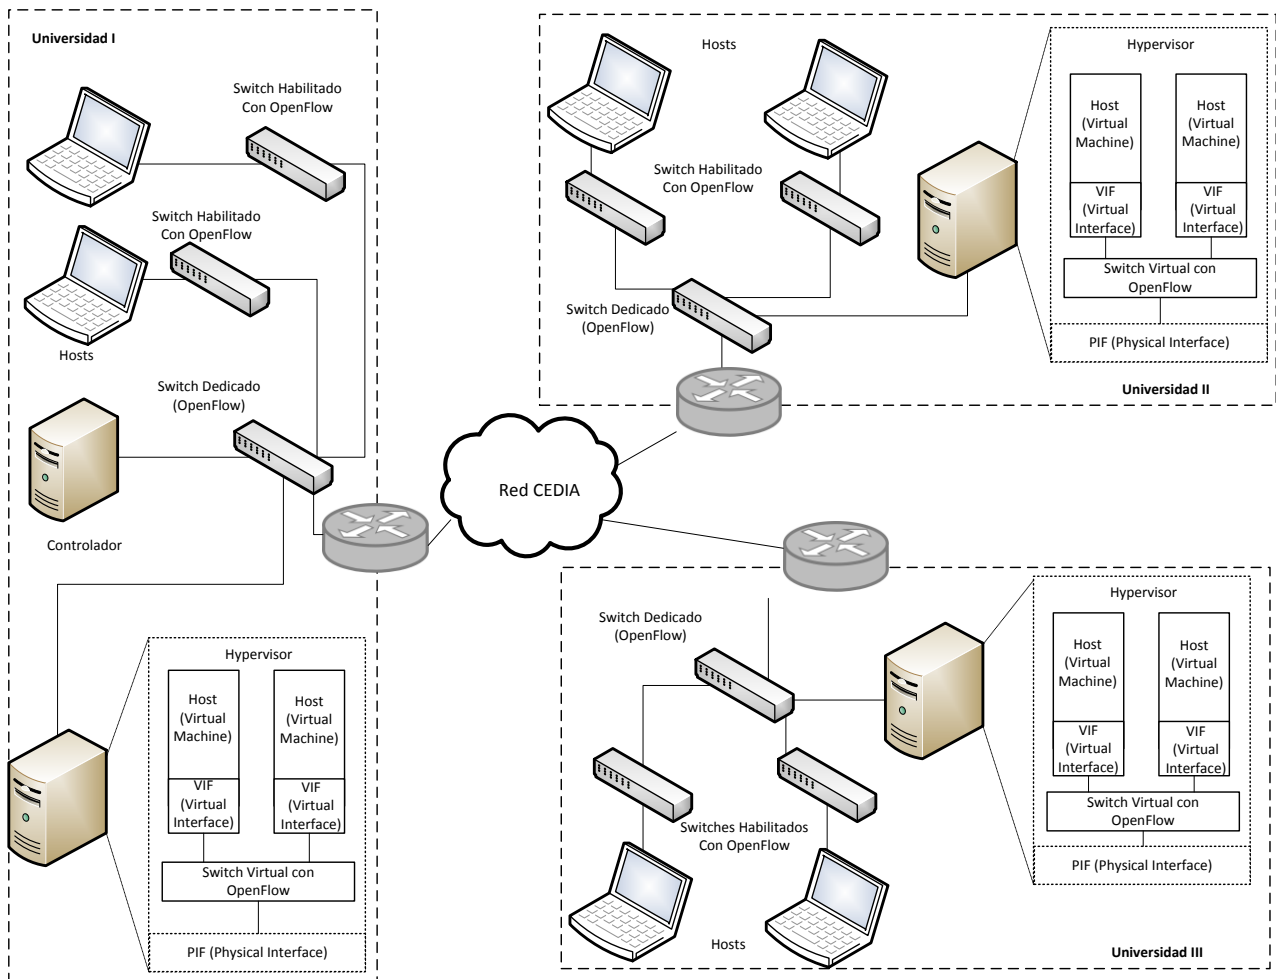 Universidad I
Switch Habilitado
Con OpenFlow
Switch Habilitado
Con OpenFlow
Hosts
Switch Dedicado
(OpenFlow)
Controlador
Hypervisor
Host
(Virtual
Machine)
Host
(Virtual
Machine)
VIF
(Virtual
Interface)
VIF
(Virtual
Interface)
Switch Virtual con
OpenFlow
PIF (Physical Interface)
Red CEDIA
Hosts
Switch Habilitado
Con OpenFlow
Switch Dedicado
(OpenFlow)
Hypervisor
Host
(Virtual
Machine)
Host
(Virtual
Machine)
VIF
(Virtual
Interface)
VIF
(Virtual
Interface)
Switch Virtual con
OpenFlow
PIF (Physical Interface)
Universidad II
Switch Dedicado
(OpenFlow)
Switches Habilitados
Con OpenFlow
Hosts
Hypervisor
Host
(Virtual
Machine)
Host
(Virtual
Machine)
VIF
(Virtual
Interface)
VIF
(Virtual
Interface)
Switch Virtual con
OpenFlow
PIF (Physical Interface)
Universidad III